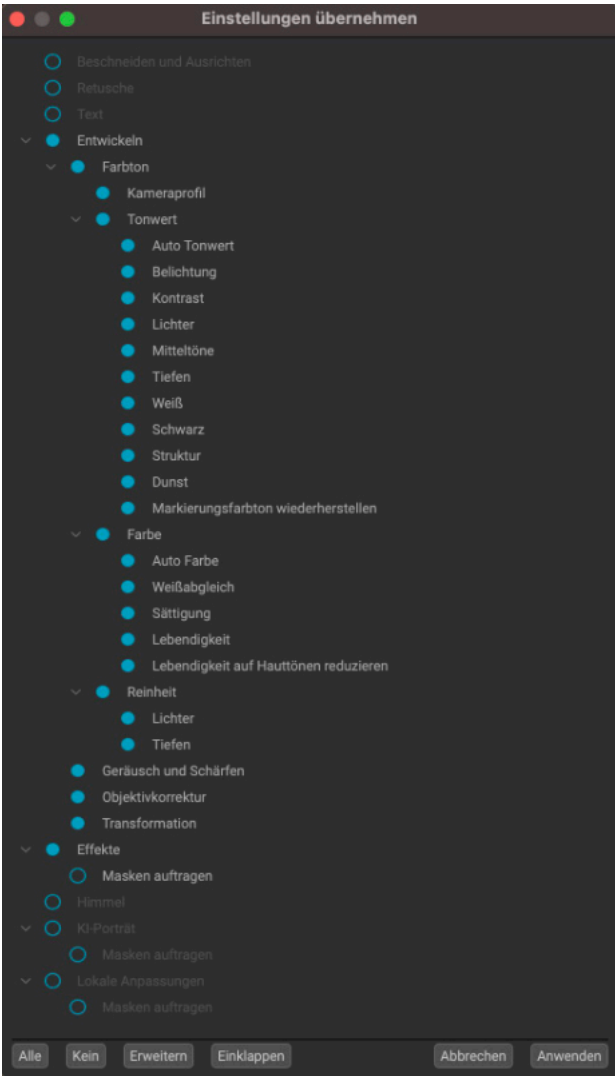 Einstellungen übernehmen
Beschneiden und Ausrichten
Retusche
Text
Entwickeln
Farbton
Kameraprofil
Tonwert
Auto Tonwert
Belichtung
Kontrast
Lichter
Mitteltöne
Tiefen
Weiß
Schwarz
Struktur
Dunst
Markierungsfarbton wiederherstellen
Farbe
Auto Farbe
Weißabgleich
Sättigung
Lebendigkeit
Lebendigkeit auf Hauttönen reduzieren
Reinheit
Lichter
Tiefen
Geräusch und Schärfen
Objektivkorrektur
Transformation
Effekte
Masken auftragen
Himmel
KI-Porträt
Masken auftragen
Lokale Anpassungen
Masken auftragen
Alle Kein Erweitern Einklappen Abbrechen Anwenden